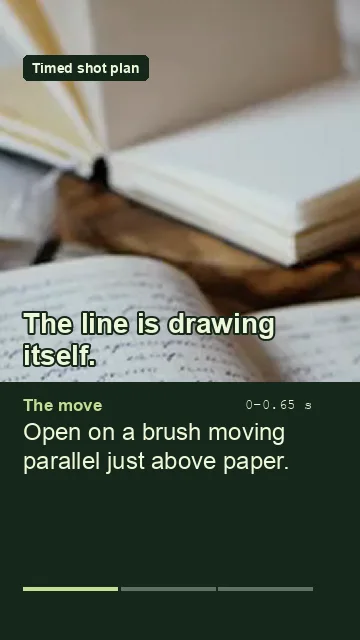 Timed shot plan
The line is drawing
itself.
The move
0–0.65 s
Open on a brush moving
parallel just above paper.